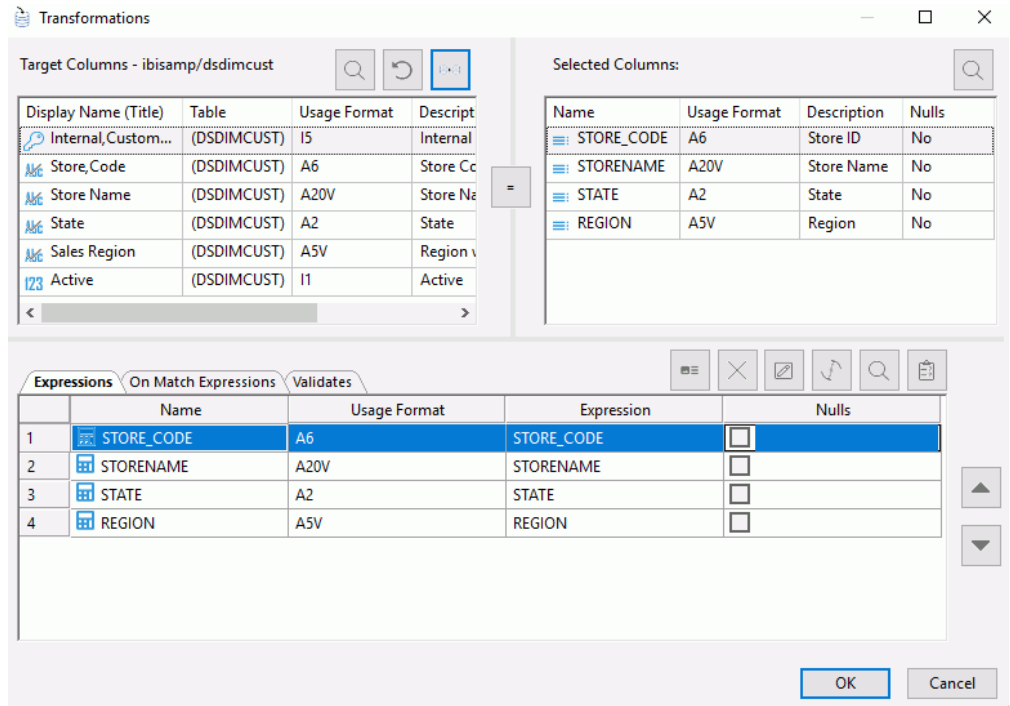 Transformations
Target Columns - ibisamp/dsdimcust
Selected Columns:
Display Name (Title) Table Usage Format Descript
Internal,Custom... (DSDIMCUST) I5 Internal
Store,Code (DSDIMCUST) A6 Store Co
Store Name (DSDIMCUST) A20V Store Na
State (DSDIMCUST) A2 State
Sales Region (DSDIMCUST) A5V Region v
123 Active (DSDIMCUST) I1 Active
=
Name Usage Format Description Nulls
STORE_CODE A6 Store ID No
STORENAME A20V Store Name No
STATE A2 State No
REGION A5V Region No
Expressions On Match Expressions Validates
Name Usage Format Expression Nulls
1 STORE_CODE A6 STORE_CODE
2 STORENAME A20V STORENAME
3 STATE A2 STATE
4 REGION A5V REGION
OK Cancel